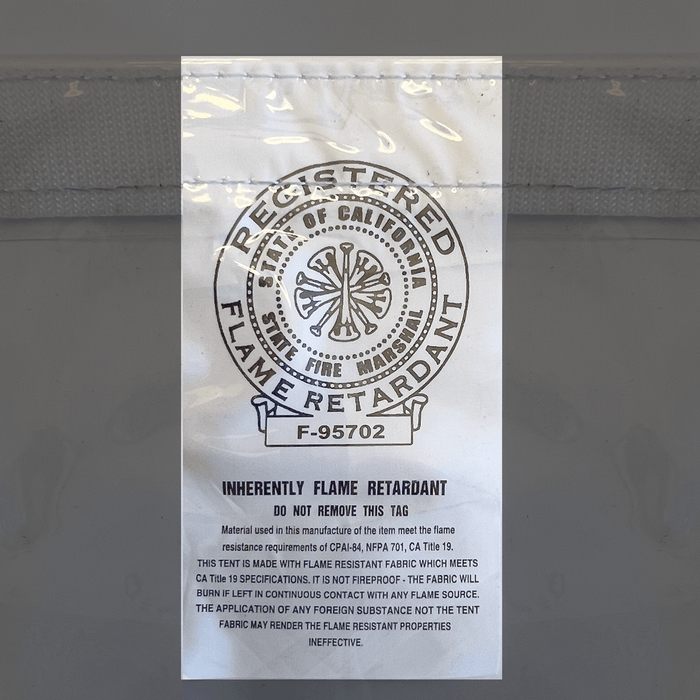 REGISTERED
STATE OF CALIFORNIA
STATE FIRE MARSHAL
FLAME RETARDANT
F-95702
INHERENTLY FLAME RETARDANT
DO NOT REMOVE THIS TAG
Material used in this manufacture of the item meet the flame
resistance requirements of CPAI-84, NFPA 701, CA Title 19.
THIS TENT IS MADE WITH FLAME RESISTANT FABRIC WHICH MEETS
CA Title 19 SPECIFICATIONS. IT IS NOT FIREPROOF - THE FABRIC WILL
BURN IF LEFT IN CONTINUOUS CONTACT WITH ANY FLAME SOURCE.
THE APPLICATION OF ANY FOREIGN SUBSTANCE NOT THE TENT
FABRIC MAY RENDER THE FLAME RESISTANT PROPERTIES
INEFFECTIVE.